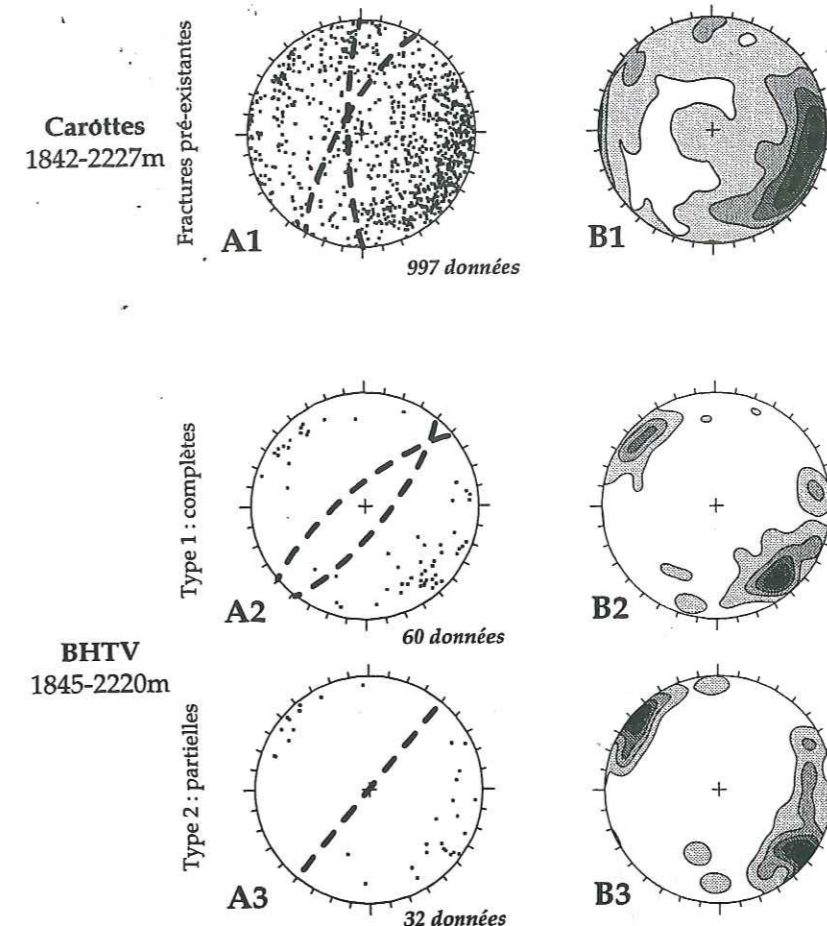 Carottes
1842-2227m
Fractures pré-existantes
A1
997 données
B1
BHTV
1845-2220m
Type 1 : complètes
A2
60 données
B2
Type 2 : partielles
A3
32 données
B3